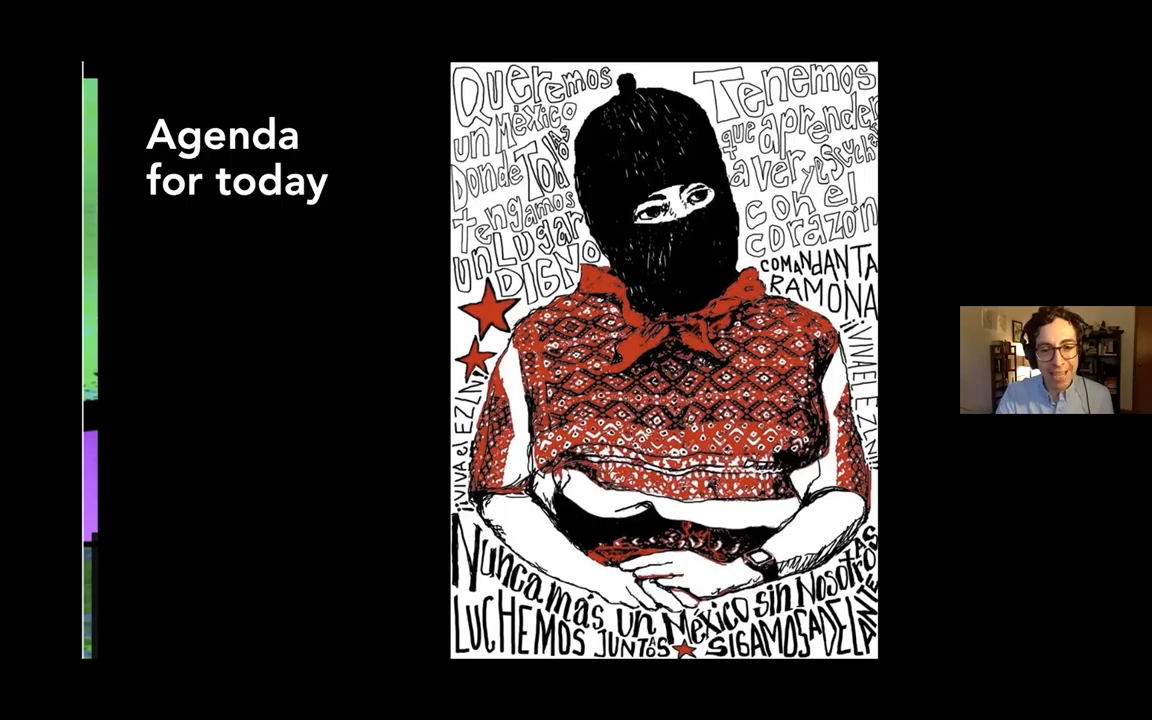 Agenda
for today
Queremos
un México
Donde Todos
tengamos
un Lugar
DIGNO
Tenemos
que aprender
a ver y escuchar
con el
corazón
COMANDANTA
RAMONA
¡¡VIVA el EZLN!!
¡¡VIVA EL EZLN!!
Nunca más un México sin Nosotros
LUCHEMOS JUNTOS SIGAMOS ADELANTE